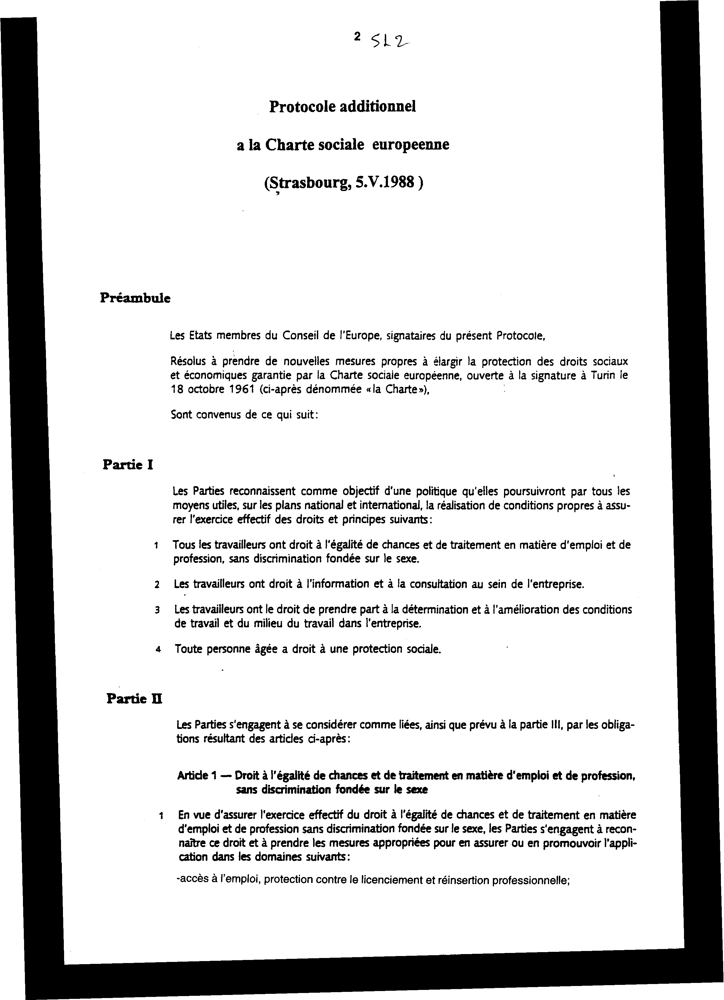 2 SL2
Protocole additionnel
a la Charte sociale europeenne
(Strasbourg, 5.V.1988 )
Préambule
Les Etats membres du Conseil de l'Europe, signataires du présent Protocole,
Résolus à prendre de nouvelles mesures propres à élargir la protection des droits sociaux
et économiques garantie par la Charte sociale européenne, ouverte à la signature à Turin le
18 octobre 1961 (ci-après dénommée «la Charte»),
Sont convenus de ce qui suit:
Partie I
Les Parties reconnaissent comme objectif d'une politique qu'elles poursuivront par tous les
moyens utiles, sur les plans national et international, la réalisation de conditions propres à assu-
rer l'exercice effectif des droits et principes suivants:
1 Tous les travailleurs ont droit à l'égalité de chances et de traitement en matière d'emploi et de
profession, sans discrimination fondée sur le sexe.
2 Les travailleurs ont droit à l'information et à la consultation au sein de l'entreprise.
3 Les travailleurs ont le droit de prendre part à la détermination et à l'amélioration des conditions
de travail et du milieu du travail dans l'entreprise.
4 Toute personne âgée a droit à une protection sociale.
Partie II
Les Parties s'engagent à se considérer comme liées, ainsi que prévu à la partie III, par les obliga-
tions résultant des articles ci-après:
Article 1 — Droit à l'égalité de chances et de traitement en matière d'emploi et de profession,
sans discrimination fondée sur le sexe
1 En vue d'assurer l'exercice effectif du droit à l'égalité de chances et de traitement en matière
d'emploi et de profession sans discrimination fondée sur le sexe, les Parties s'engagent à recon-
naître ce droit et à prendre les mesures appropriées pour en assurer ou en promouvoir l'appli-
cation dans les domaines suivants:
-accès à l'emploi, protection contre le licenciement et réinsertion professionnelle;